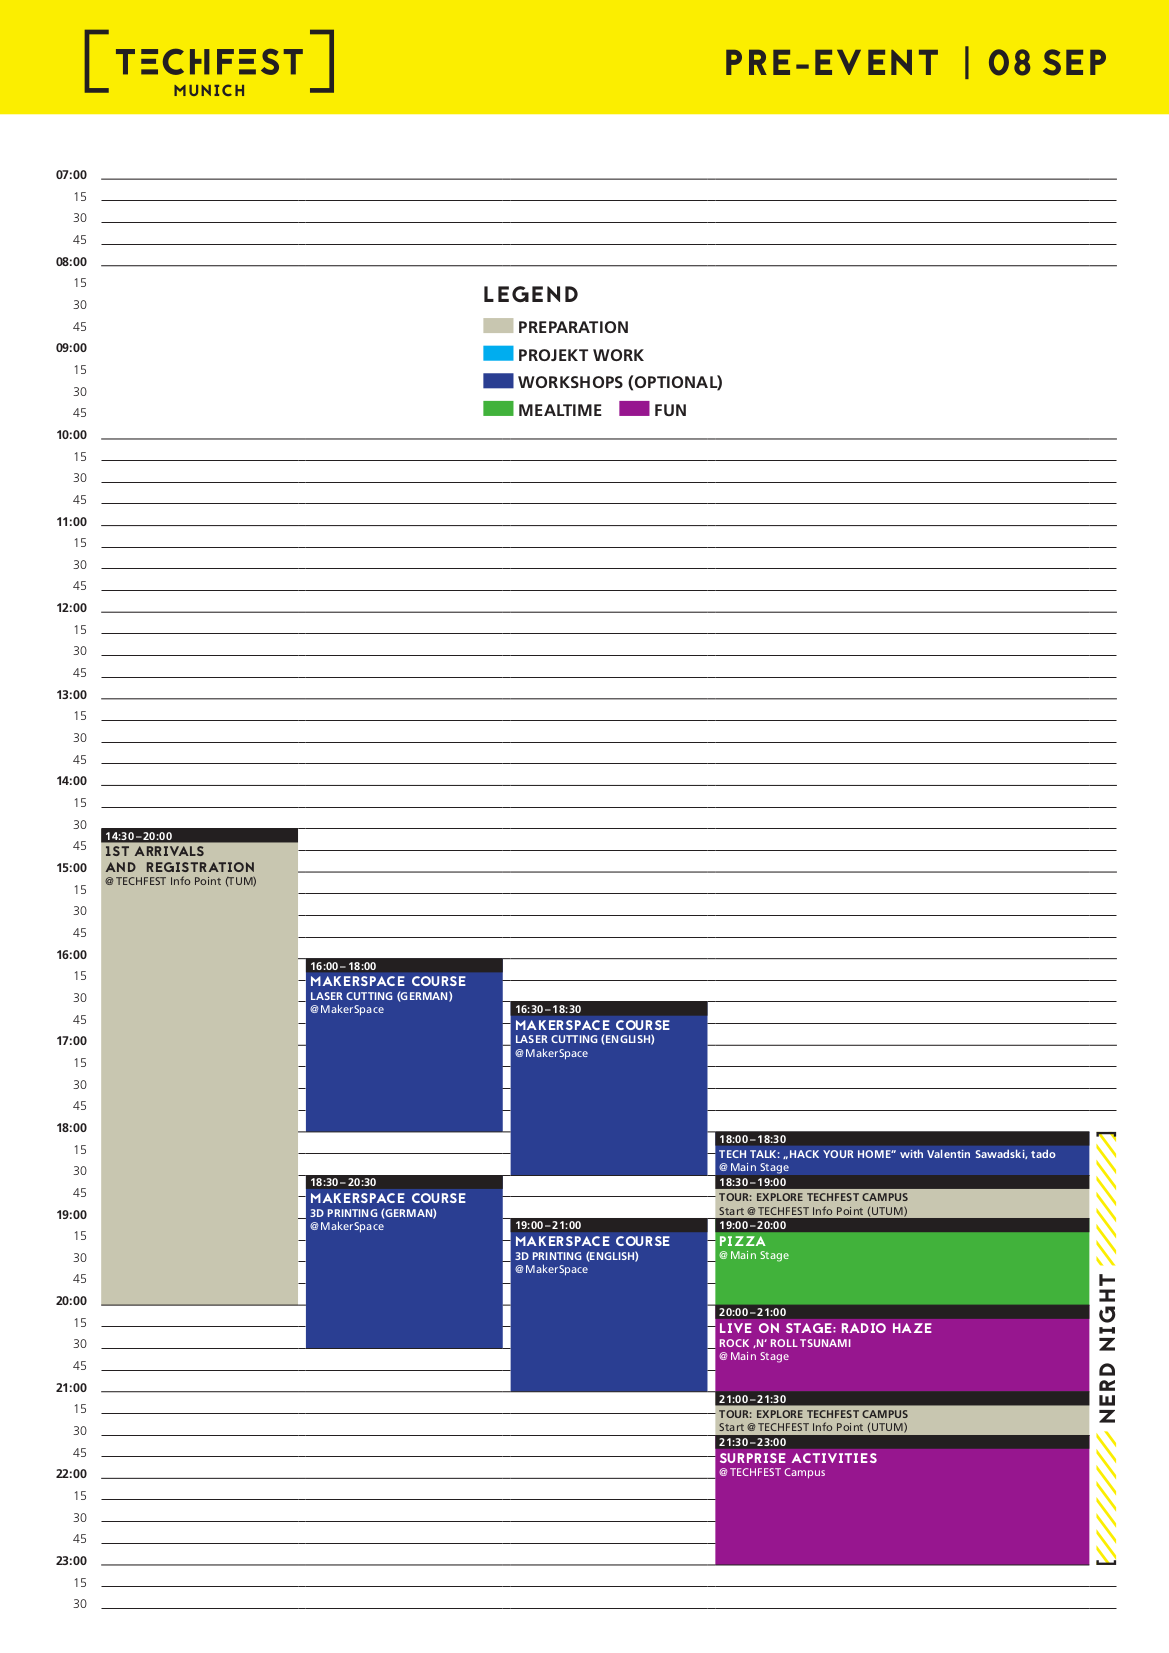 TECHFEST
MUNICH
PRE-EVENT | 08 SEP
07:00
15
30
45
08:00
15
30
45
09:00
15
30
45
LEGEND
PREPARATION
PROJEKT WORK
WORKSHOPS (OPTIONAL)
MEALTIME FUN
10:00
15
30
45
11:00
15
30
45
12:00
15
30
45
13:00
15
30
45
14:00
15
30
45
15:00
15
30
45
16:00
15
30
45
17:00
15
30
45
18:00
15
30
45
19:00
15
30
45
20:00
15
30
45
21:00
15
30
45
22:00
15
30
45
23:00
15
30
14:30–20:00
1ST ARRIVALS
AND REGISTRATION
@TECHFEST Info Point (TUM)
16:00–18:00
MAKERSPACE COURSE
LASER CUTTING (GERMAN)
@MakerSpace
18:30–20:30
MAKERSPACE COURSE
3D PRINTING (GERMAN)
@MakerSpace
16:30–18:30
MAKERSPACE COURSE
LASER CUTTING (ENGLISH)
@MakerSpace
19:00–21:00
MAKERSPACE COURSE
3D PRINTING (ENGLISH)
@MakerSpace
18:00–18:30
TECH TALK: „HACK YOUR HOME” with Valentin Sawadski, tado
@Main Stage
18:30–19:00
TOUR: EXPLORE TECHFEST CAMPUS
Start @TECHFEST Info Point (UTUM)
19:00–20:00
PIZZA
@Main Stage
20:00–21:00
LIVE ON STAGE: RADIO HAZE
ROCK ‚N’ ROLL TSUNAMI
@Main Stage
21:00–21:30
TOUR: EXPLORE TECHFEST CAMPUS
Start @TECHFEST Info Point (UTUM)
21:30–23:00
SURPRISE ACTIVITIES
@TECHFEST Campus
NERD NIGHT